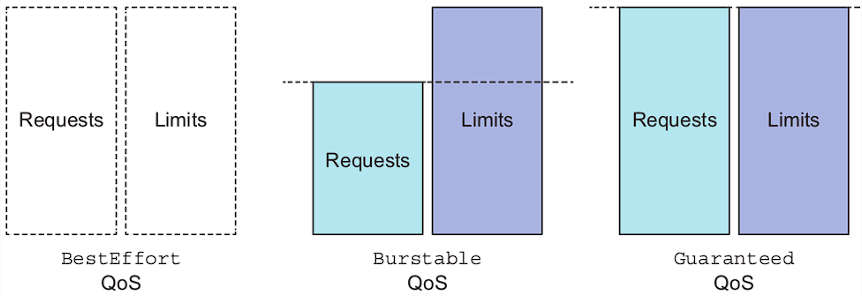 Requests
Limits
BestEffort
QoS
Requests
Limits
Burstable
QoS
Requests
Limits
Guaranteed
QoS